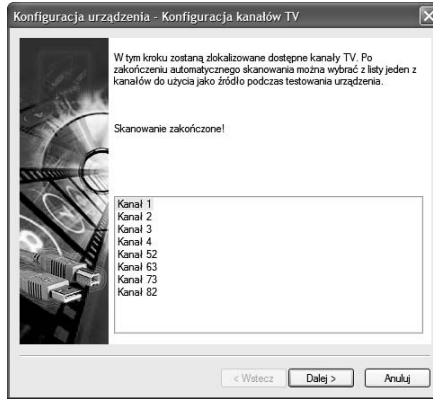 Konfiguracja urządzenia - Konfiguracja kanałów TV
W tym kroku zostaną zlokalizowane dostępne kanały TV. Po
zakończeniu automatycznego skanowania można wybrać z listy jeden z
kanałów do użycia jako źródło podczas testowania urządzenia.
Skanowanie zakończone!
Kanał 1
Kanał 2
Kanał 3
Kanał 4
Kanał 52
Kanał 63
Kanał 73
Kanał 82
< Wstecz
Dalej >
Anuluj